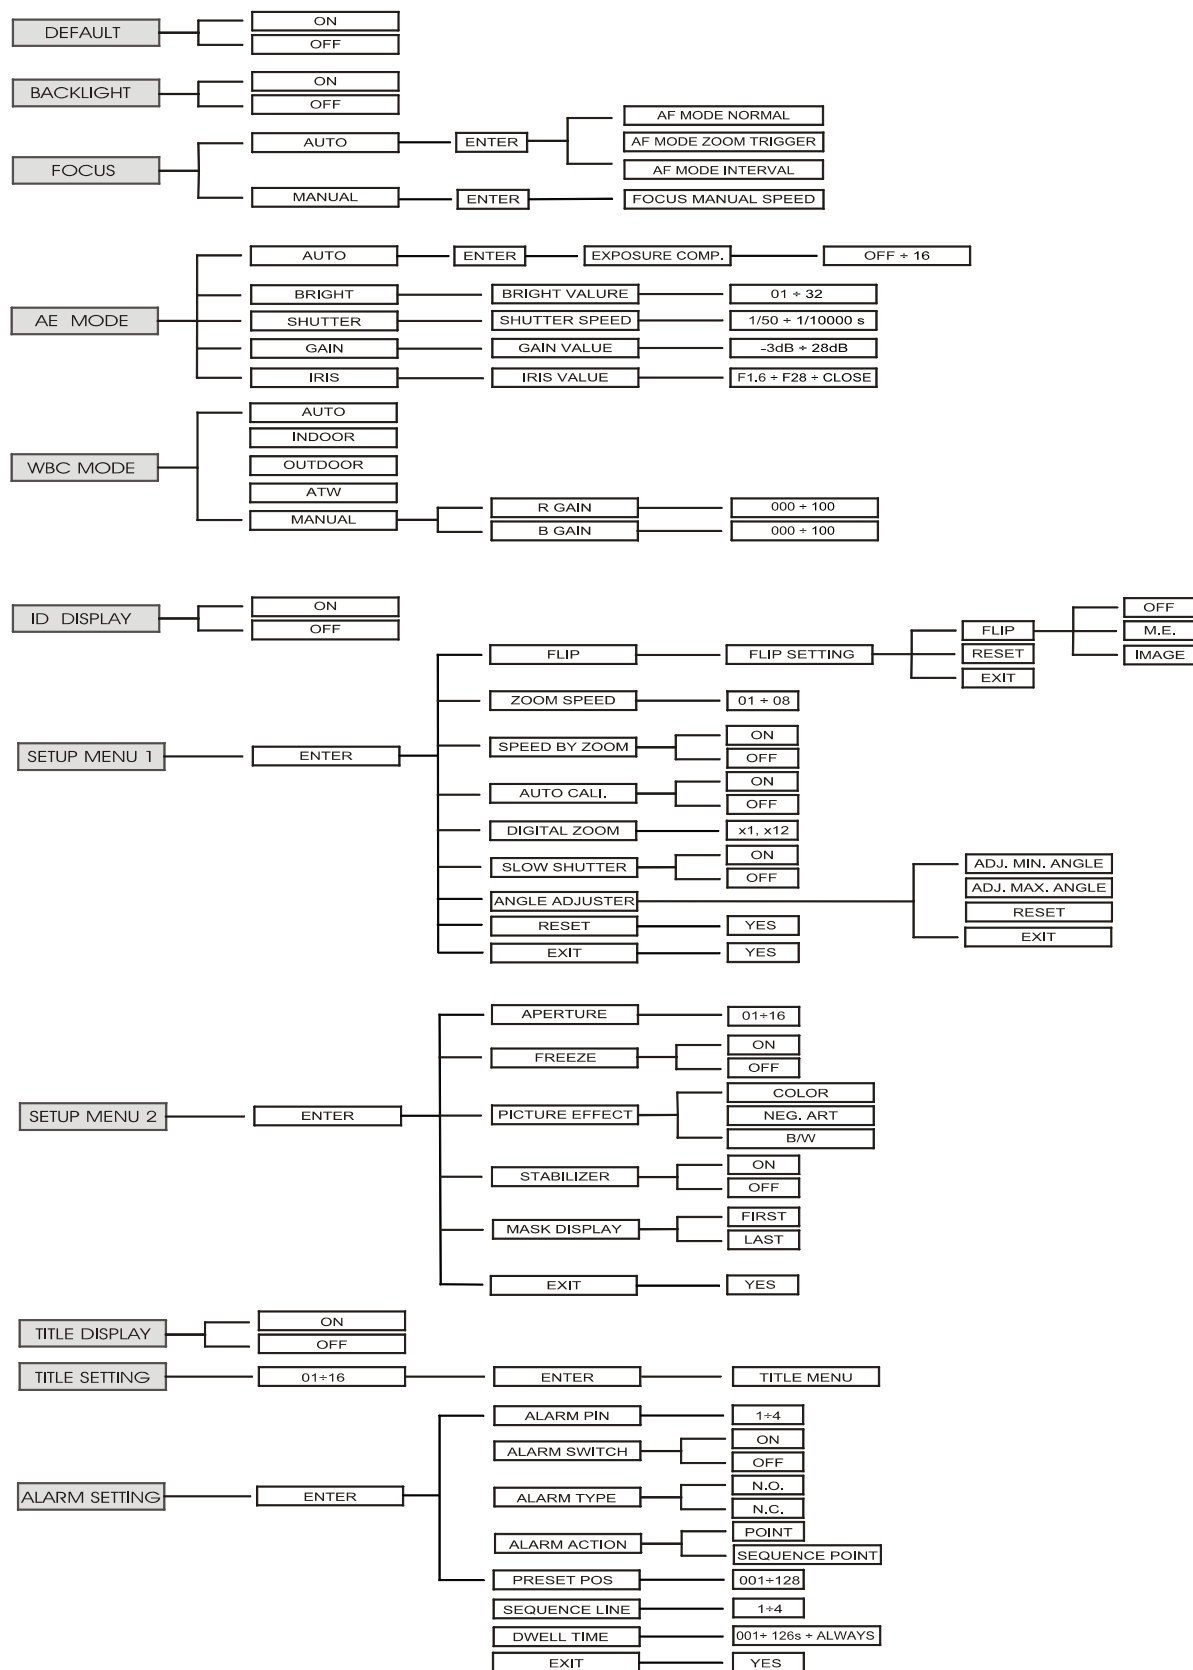 DEFAULT
ON
OFF
BACKLIGHT
ON
OFF
FOCUS
AUTO
ENTER
AF MODE NORMAL
AF MODE ZOOM TRIGGER
AF MODE INTERVAL
MANUAL
ENTER
FOCUS MANUAL SPEED
AE MODE
AUTO
ENTER
EXPOSURE COMP.
OFF ÷ 16
BRIGHT
BRIGHT VALURE
01 ÷ 32
SHUTTER
SHUTTER SPEED
1/50 ÷ 1/10000 s
GAIN
GAIN VALUE
-3dB ÷ 28dB
IRIS
IRIS VALUE
F1.6 ÷ F28 ÷ CLOSE
WBC MODE
AUTO
INDOOR
OUTDOOR
ATW
MANUAL
R GAIN
000 ÷ 100
B GAIN
000 ÷ 100
ID DISPLAY
ON
OFF
SETUP MENU 1
ENTER
FLIP
FLIP SETTING
FLIP
OFF
M.E.
IMAGE
RESET
EXIT
ZOOM SPEED
01 ÷ 08
SPEED BY ZOOM
ON
OFF
AUTO CALI.
ON
OFF
DIGITAL ZOOM
x1, x12
SLOW SHUTTER
ON
OFF
ANGLE ADJUSTER
ADJ. MIN. ANGLE
ADJ. MAX. ANGLE
RESET
EXIT
RESET
YES
EXIT
YES
SETUP MENU 2
ENTER
APERTURE
01÷16
FREEZE
ON
OFF
PICTURE EFFECT
COLOR
NEG. ART
B/W
STABILIZER
ON
OFF
MASK DISPLAY
FIRST
LAST
EXIT
YES
TITLE DISPLAY
ON
OFF
TITLE SETTING
01÷16
ENTER
TITLE MENU
ALARM SETTING
ENTER
ALARM PIN
1÷4
ALARM SWITCH
ON
OFF
ALARM TYPE
N.O.
N.C.
ALARM ACTION
POINT
SEQUENCE POINT
PRESET POS
001÷128
SEQUENCE LINE
1÷4
DWELL TIME
001÷ 126s ÷ ALWAYS
EXIT
YES